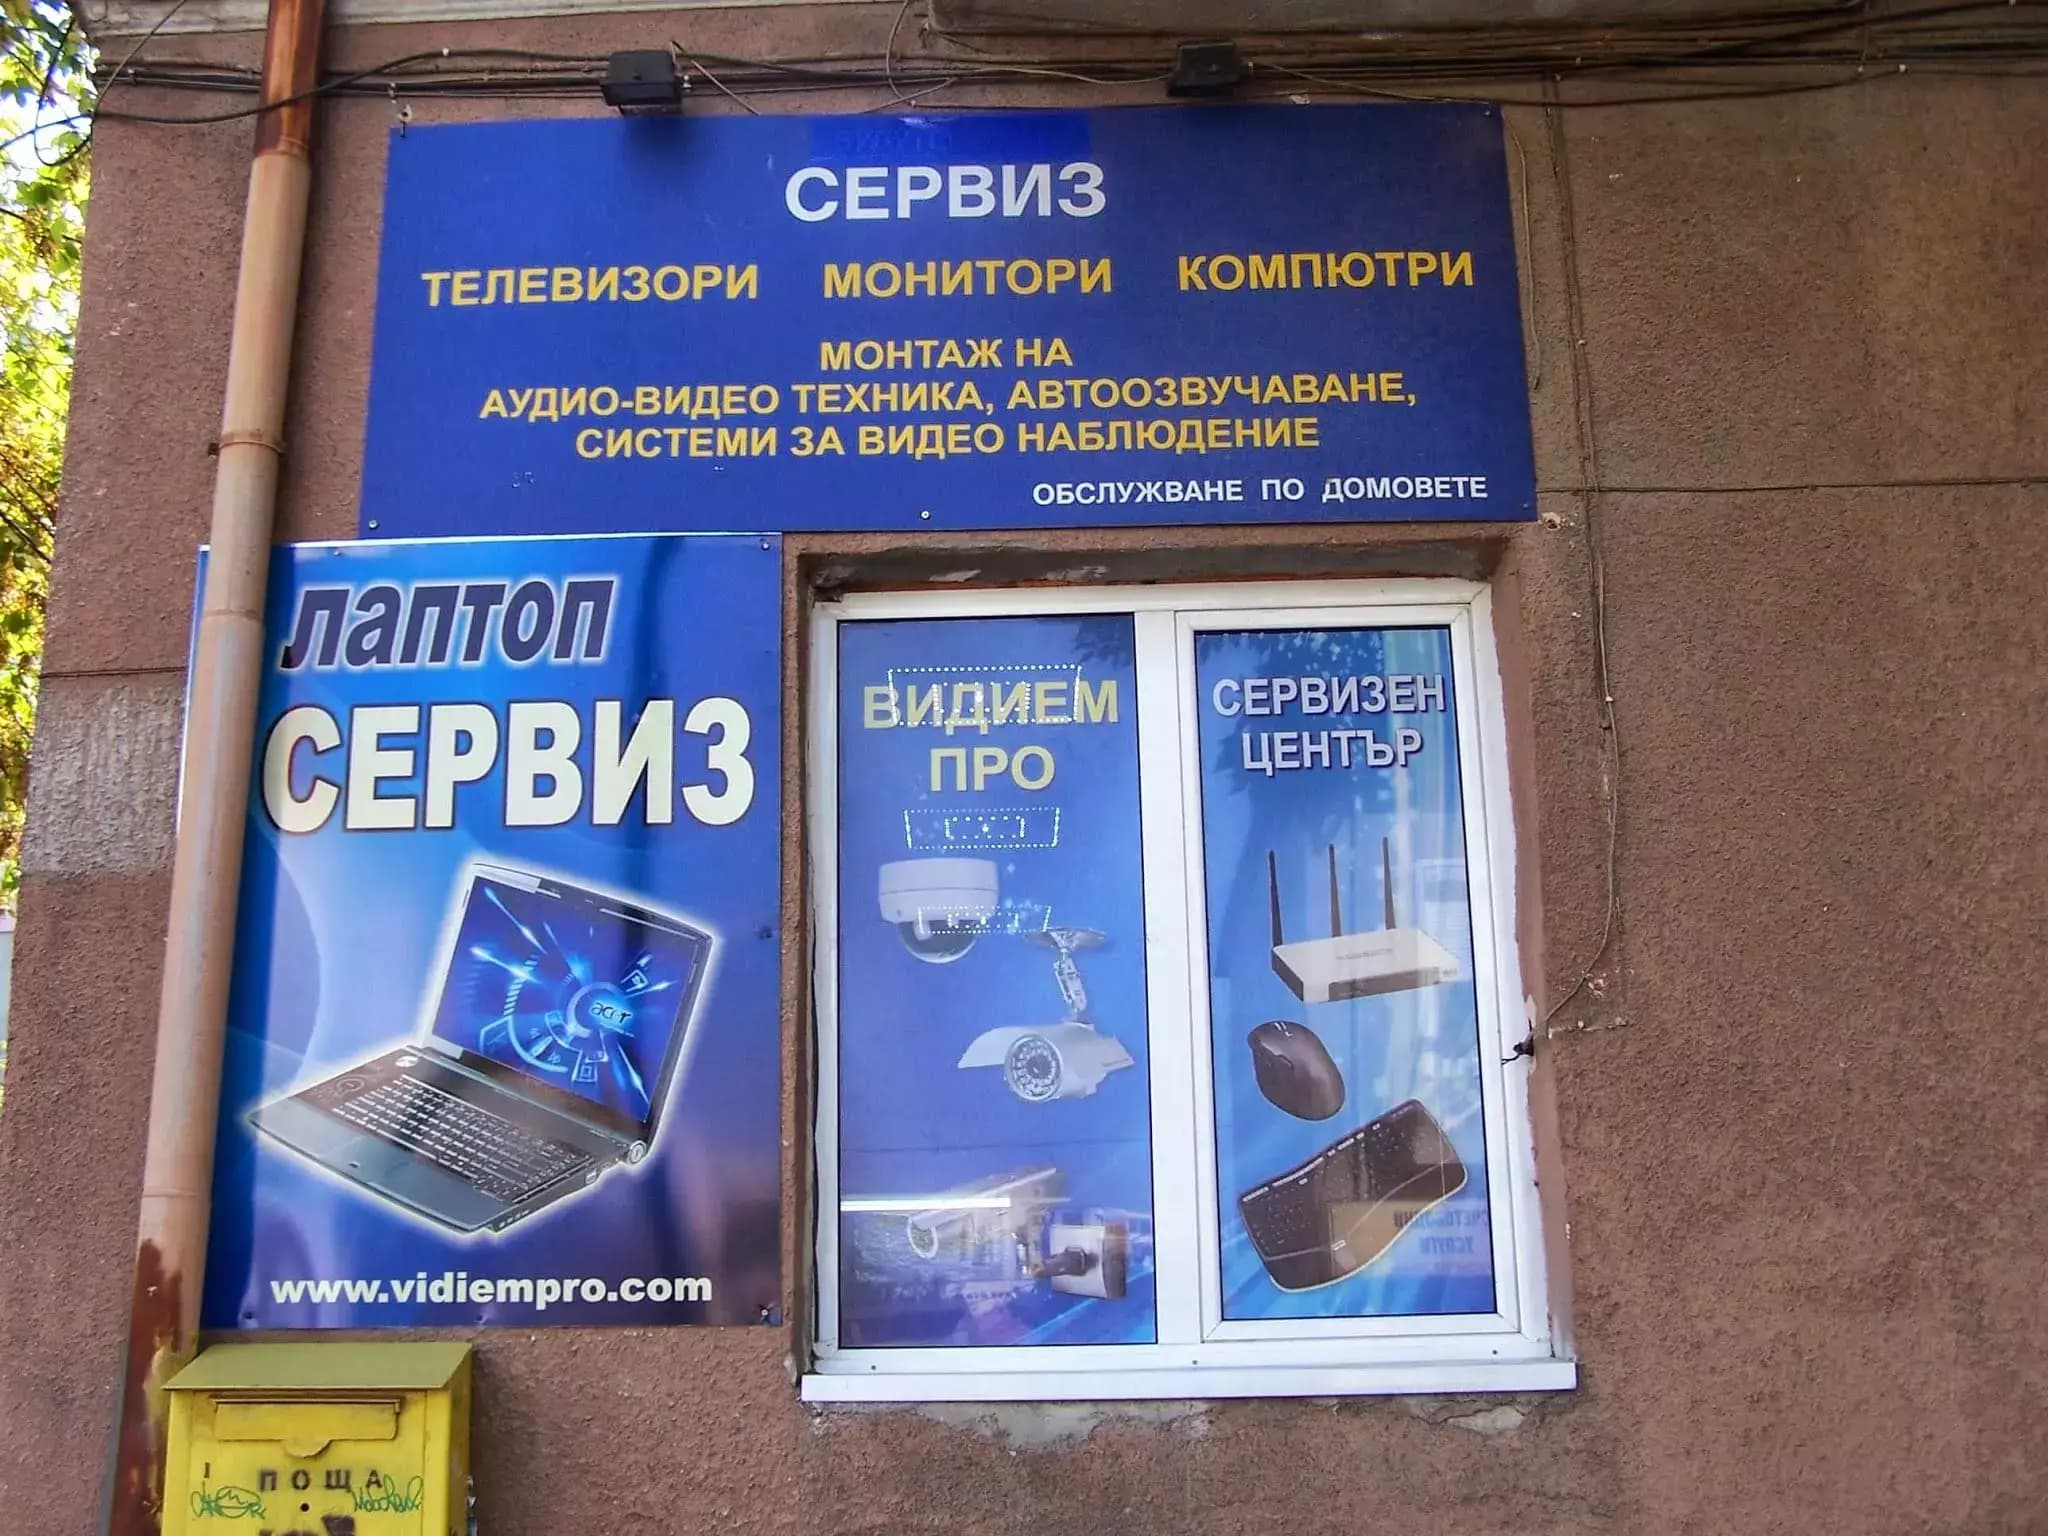 СЕРВИЗ
ТЕЛЕВИЗОРИ МОНИТОРИ КОМПЮТРИ
МОНТАЖ НА
АУДИО-ВИДЕО ТЕХНИКА, АВТООЗВУЧАВАНЕ,
СИСТЕМИ ЗА ВИДЕО НАБЛЮДЕНИЕ
ОБСЛУЖВАНЕ ПО ДОМОВЕТЕ
ЛАПТОП
СЕРВИЗ
acer
www.vidiempro.com
ВИДИЕМ
ПРО
СЕРВИЗЕН
ЦЕНТЪР
ПОЩА